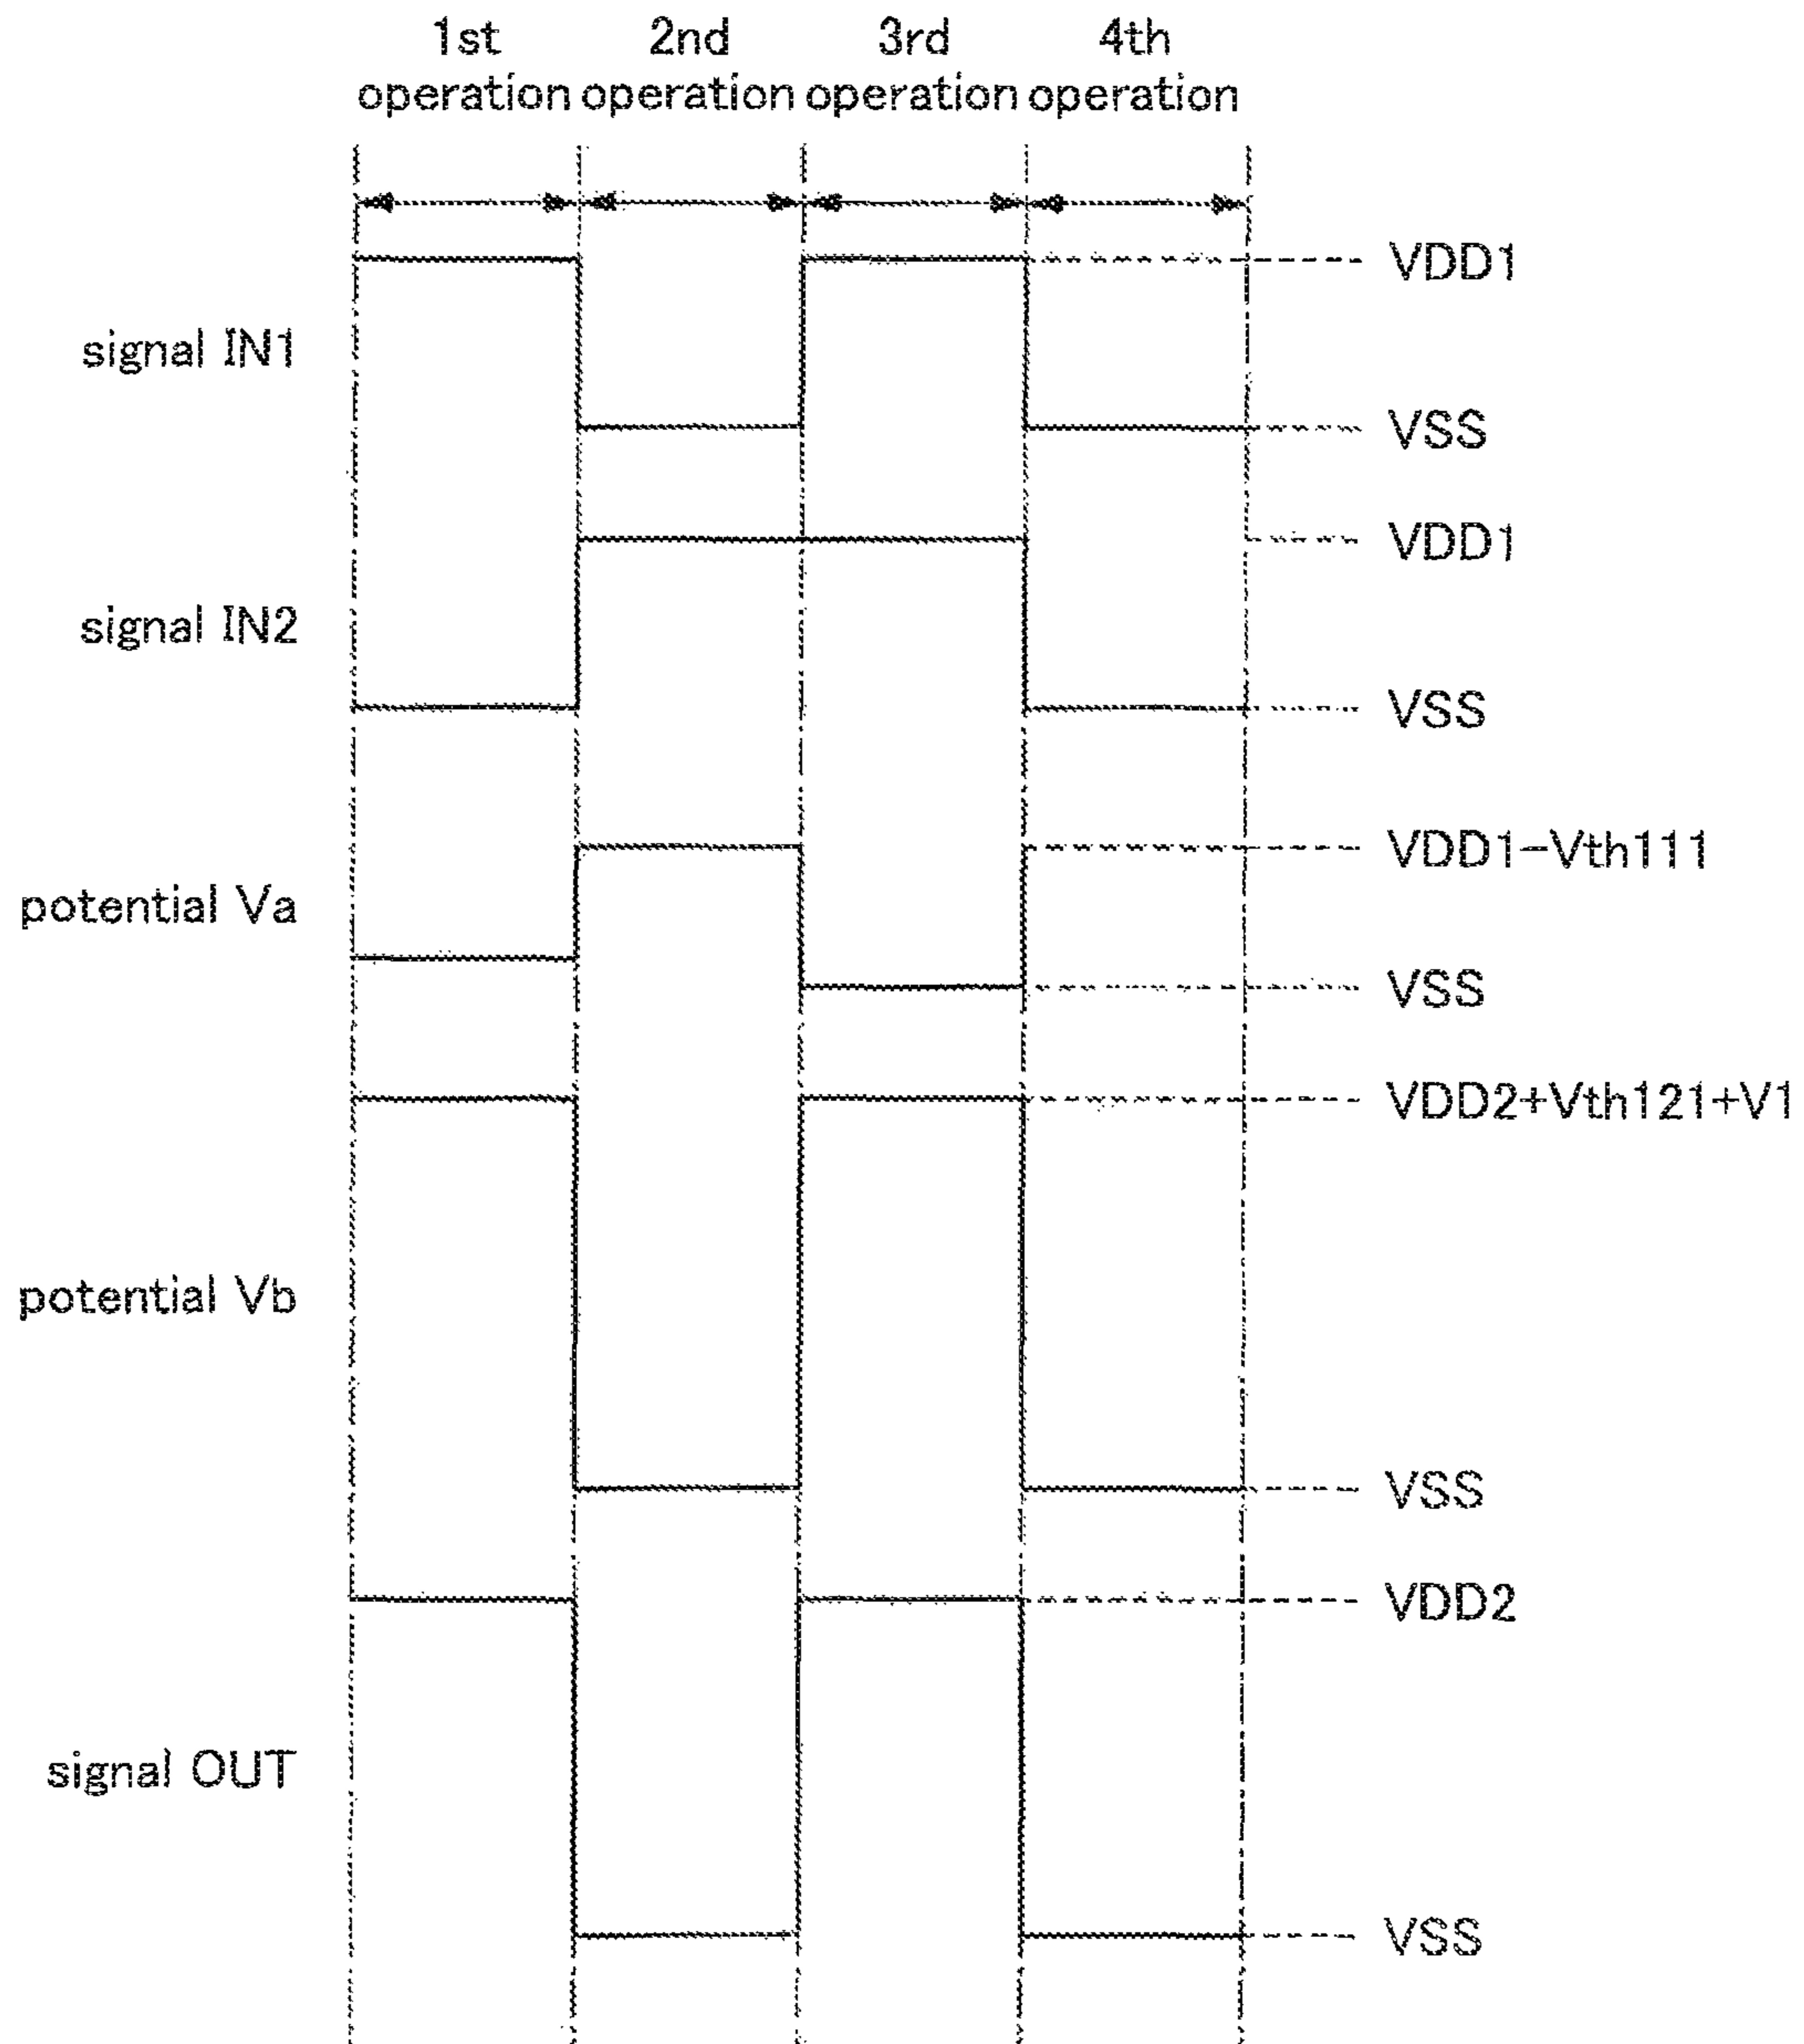 1st 2nd 3rd 4th
operation operation operation operation
VDD1
signal IN1
VSS
VDD1
signal IN2
VSS
VDD1-Vth111
potential Va
VSS
VDD2+Vth121+V1
potential Vb
VSS
VDD2
signal OUT
VSS